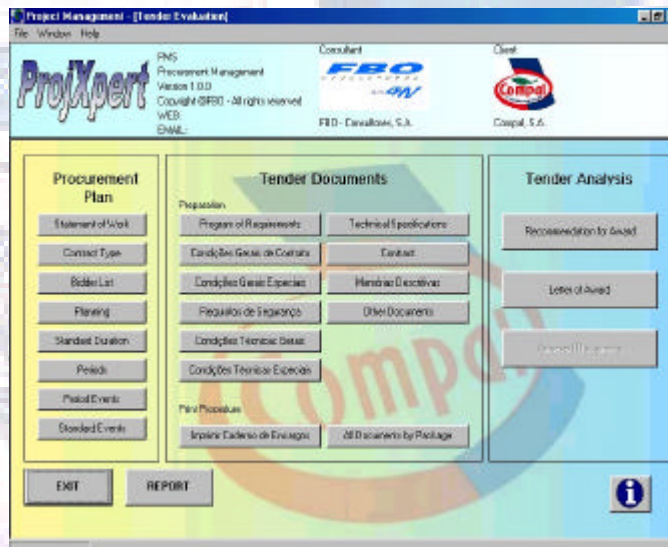 Project Management - [Tender Evaluation]
File Window Help
ProjXpert
PMS
Procurement Management
Version 1.0.0
Copyright @FBO - All rights reserved
WEB:
EMAIL:
Consultant
FBO
FBO - Consultores, S.A.
Client
Compal
Compal, S.A.
Procurement
Plan
Statement of Work
Contract Type
Bidder List
Planning
Standard Duration
Periods
Period Events
Standard Events
Tender Documents
Preparation
Program of Requirements
Technical Specifications
Condições Gerais de Contrato
Contract
Condições Gerais Especiais
Memórias Descritivas
Requisitos de Segurança
Other Documents
Condições Técnicas Gerais
Condições Técnicas Especiais
Print Procedure
Imprimir Caderno de Encargos
All Documents by Package
Tender Analysis
Recommendation for Award
Letter of Award
Compal
EXIT
REPORT
i